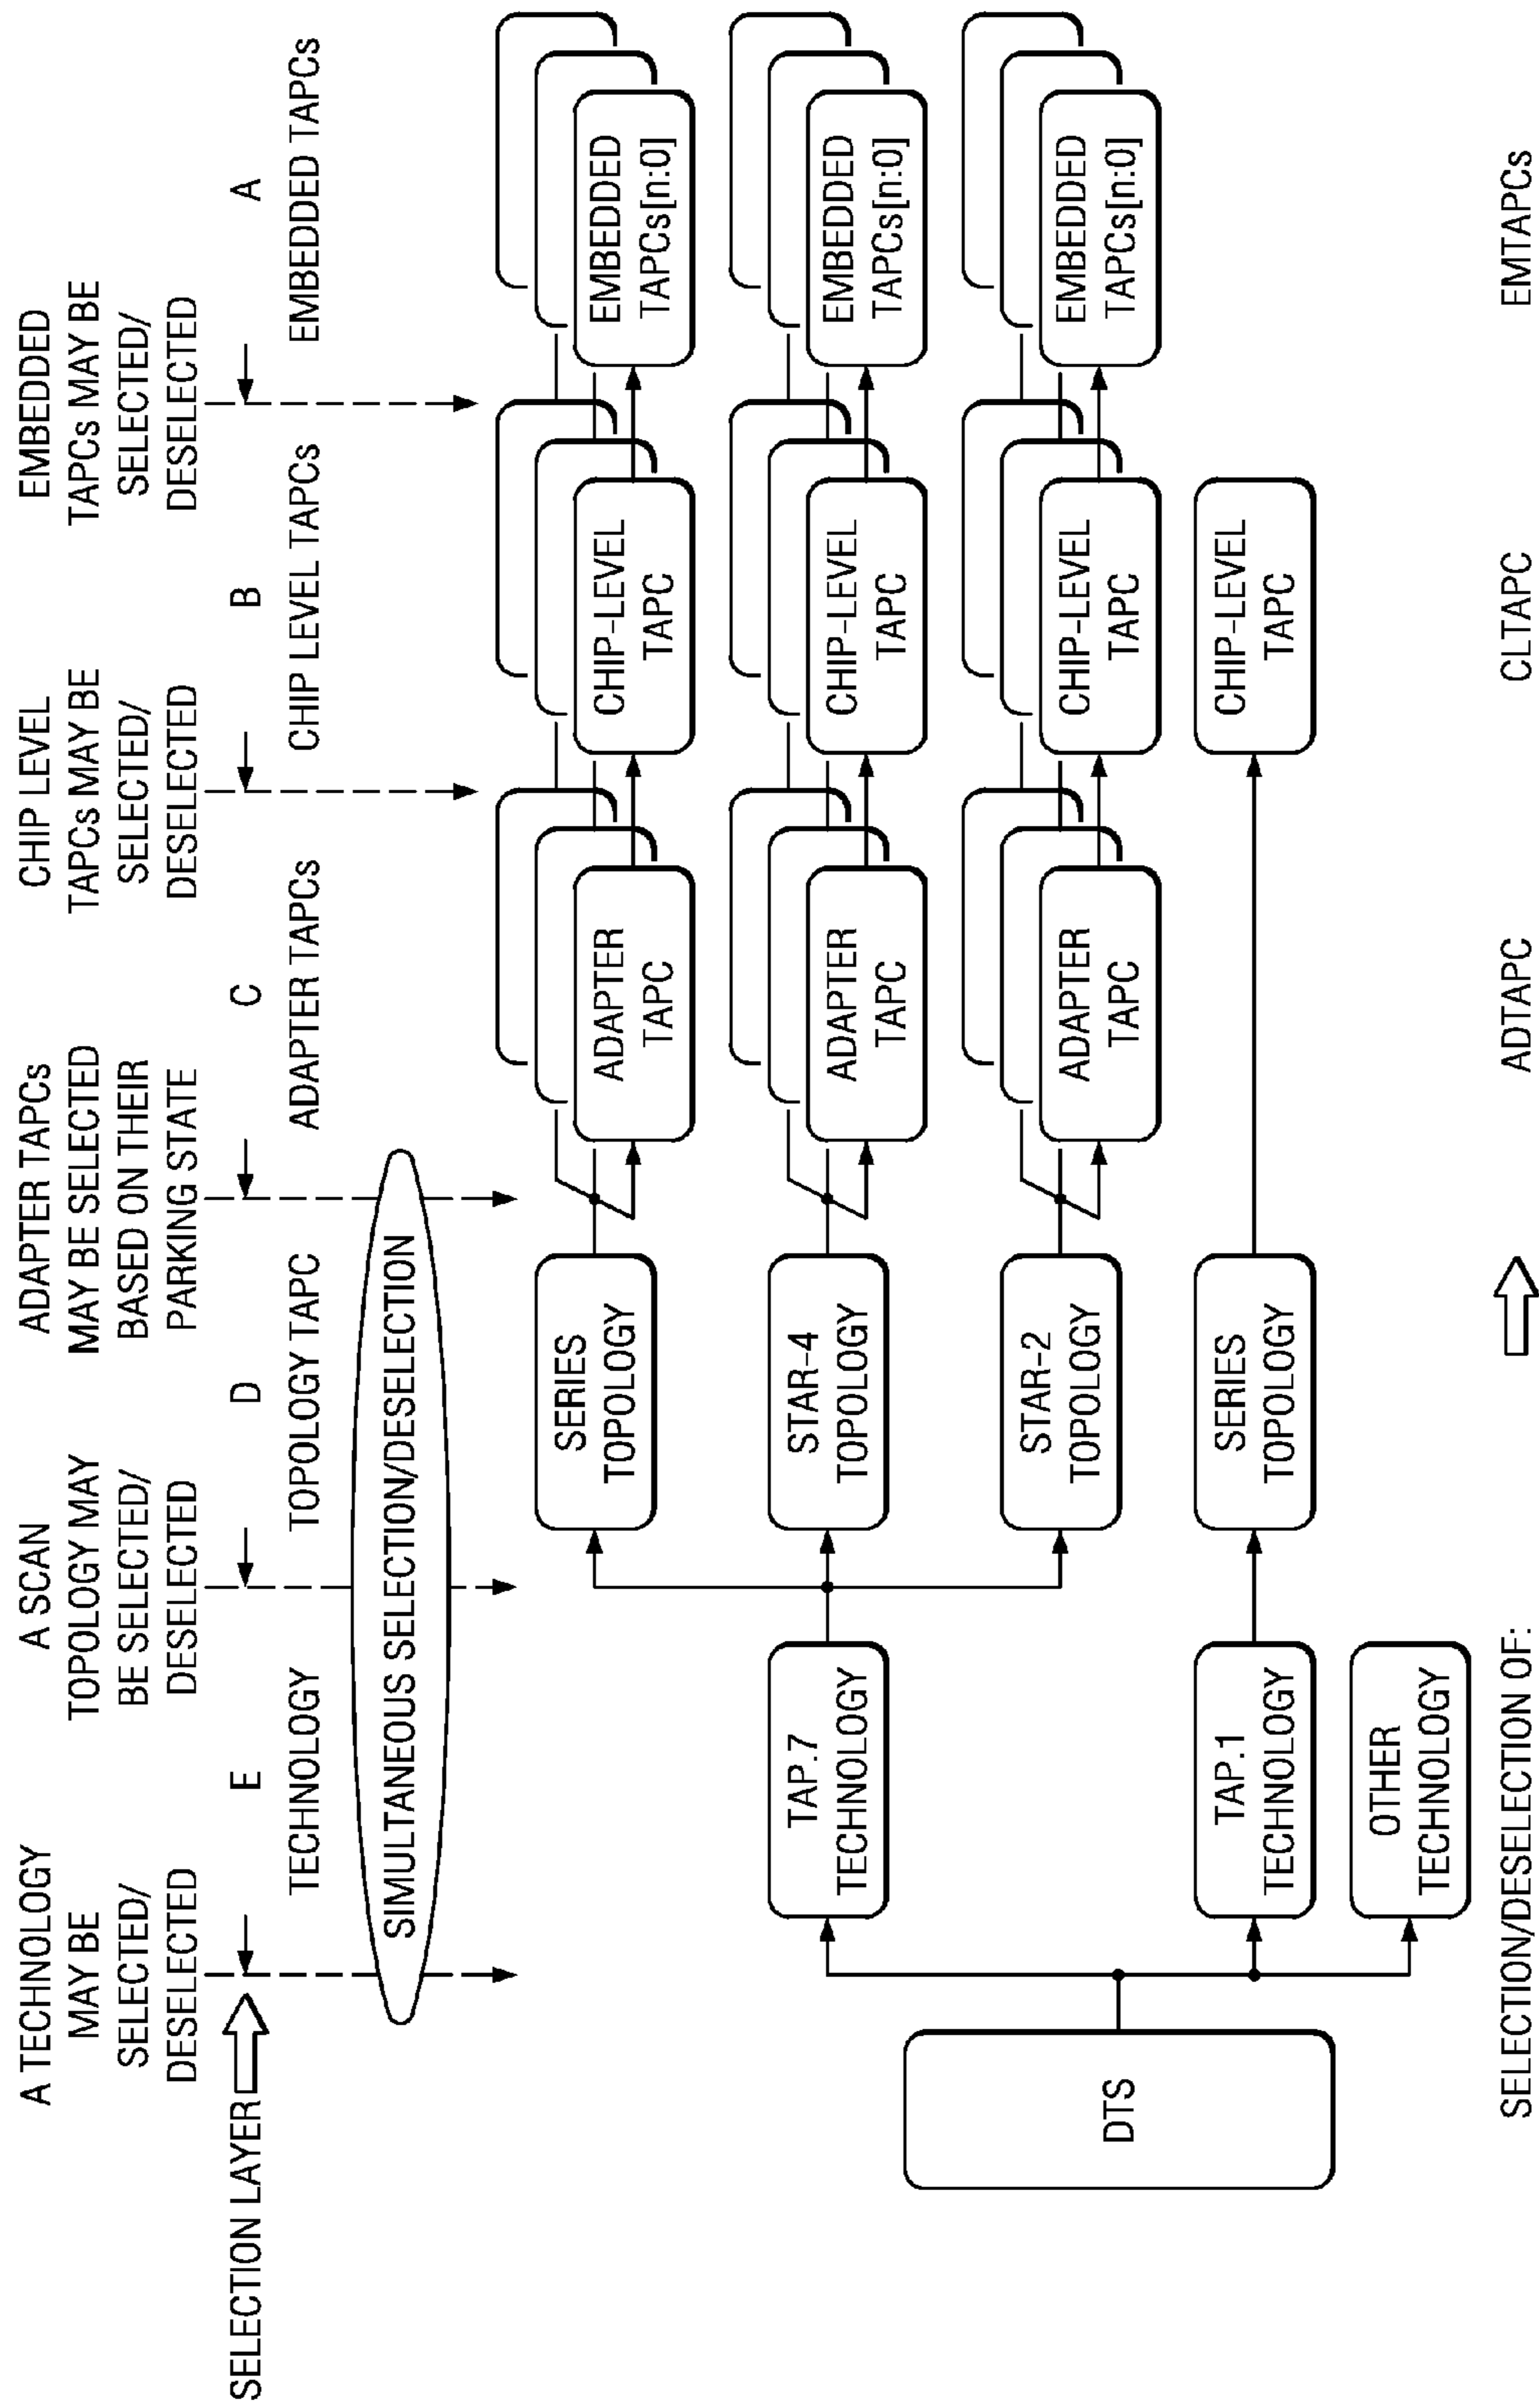 A TECHNOLOGY
MAY BE
SELECTED/
DESELECTED
A SCAN
TOPOLOGY MAY
BE SELECTED/
DESELECTED
ADAPTER TAPCs
MAY BE SELECTED
BASED ON THEIR
PARKING STATE
CHIP LEVEL
TAPCs MAY BE
SELECTED/
DESELECTED
EMBEDDED
TAPCs MAY BE
SELECTED/
DESELECTED
SELECTION LAYER
E
D
C
B
A
TECHNOLOGY
TOPOLOGY TAPC
ADAPTER TAPCs
CHIP LEVEL TAPCs
EMBEDDED TAPCs
SIMULTANEOUS SELECTION/DESELECTION
SERIES
TOPOLOGY
ADAPTER
TAPC
CHIP-LEVEL
TAPC
EMBEDDED
TAPCs[n:0]
TAP.7
TECHNOLOGY
STAR-4
TOPOLOGY
ADAPTER
TAPC
CHIP-LEVEL
TAPC
EMBEDDED
TAPCs[n:0]
STAR-2
TOPOLOGY
ADAPTER
TAPC
CHIP-LEVEL
TAPC
EMBEDDED
TAPCs[n:0]
DTS
TAP.1
TECHNOLOGY
SERIES
TOPOLOGY
CHIP-LEVEL
TAPC
OTHER
TECHNOLOGY
SELECTION/DESELECTION OF:
ADTAPC
CLTAPC
EMTAPCs